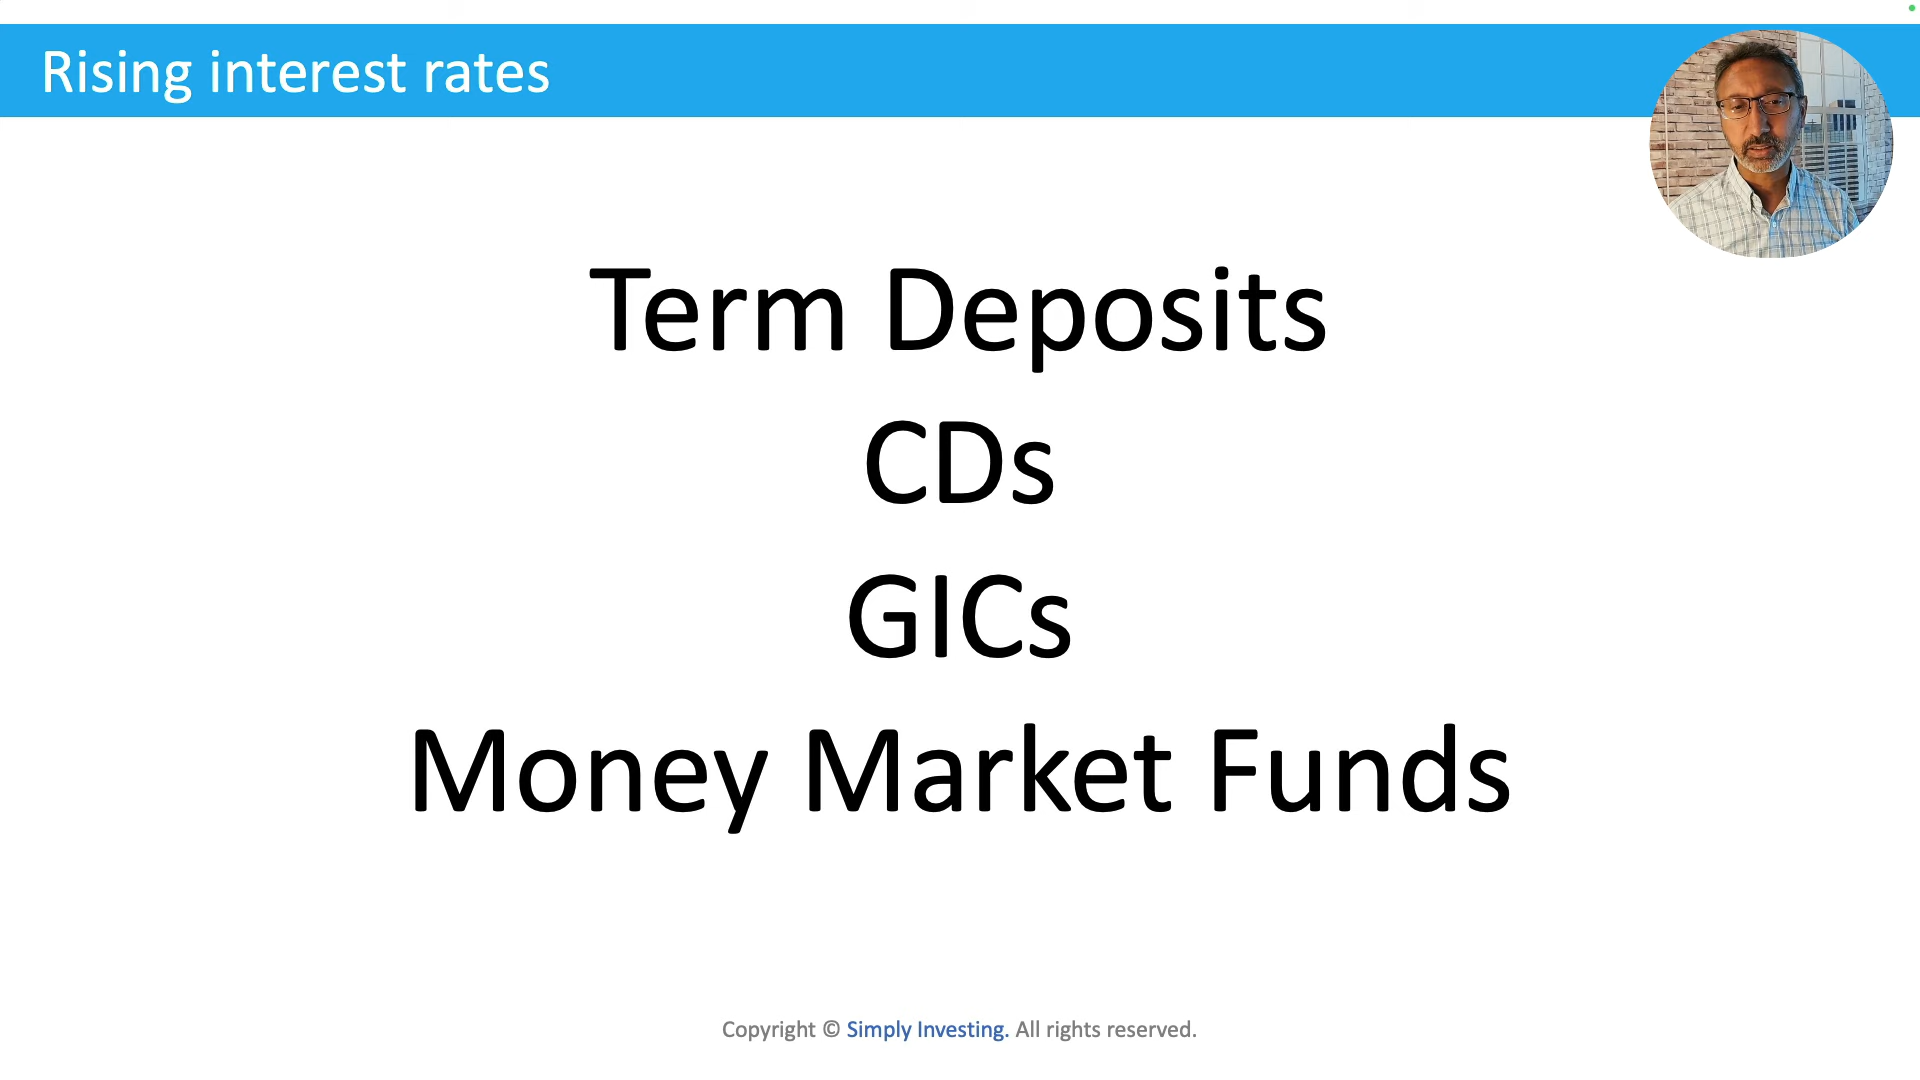 Rising interest rates
Term Deposits
CDs
GICs
Money Market Funds
Copyright © Simply Investing. All rights reserved.